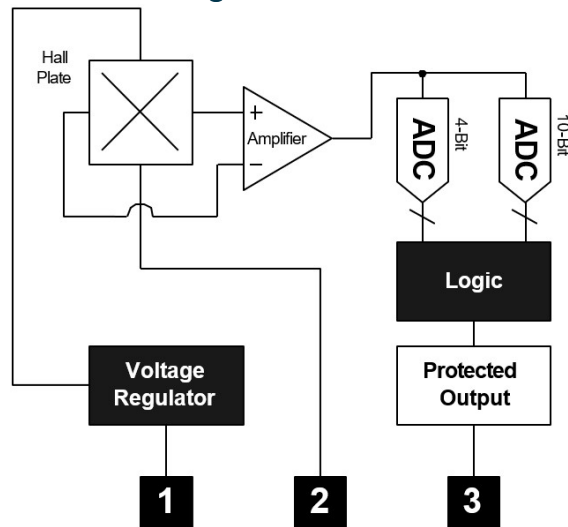 Hall
Plate
+
Amplifier
−
ADC
4-Bit
ADC
10-Bit
Logic
Voltage
Regulator
Protected
Output
1
2
3